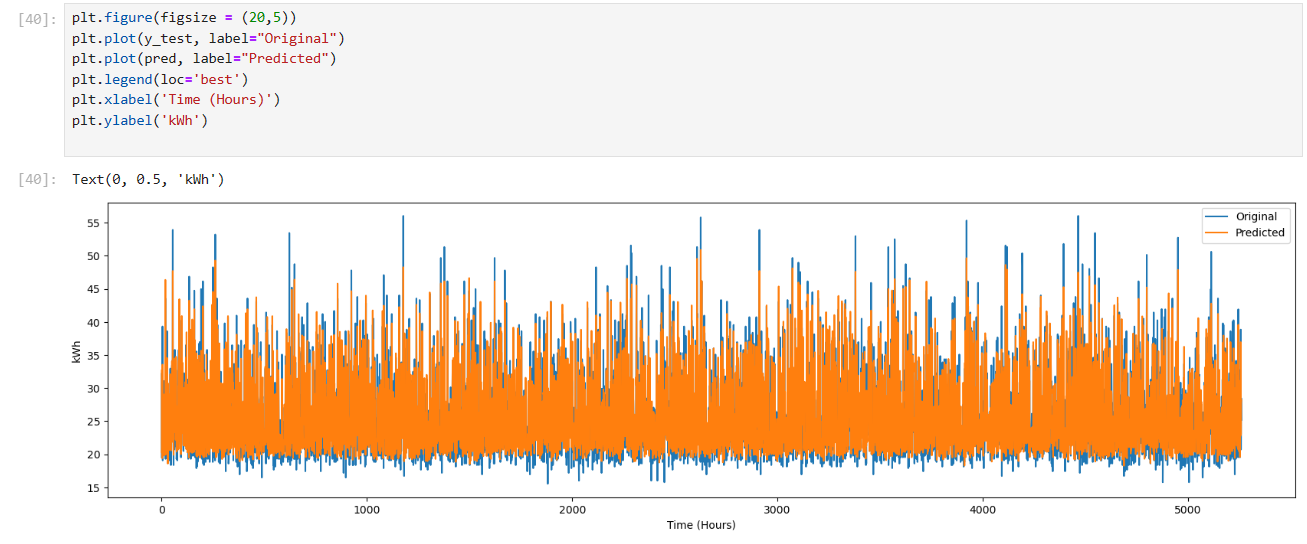 [40]: plt.figure(figsize = (20,5))
plt.plot(y_test, label="Original")
plt.plot(pred, label="Predicted")
plt.legend(loc='best')
plt.xlabel('Time (Hours)')
plt.ylabel('kWh')
[40]: Text(0, 0.5, 'kWh')
Original
Predicted
55
50
45
40
35
30
25
20
15
kWh
0 1000 2000 3000 4000 5000
Time (Hours)